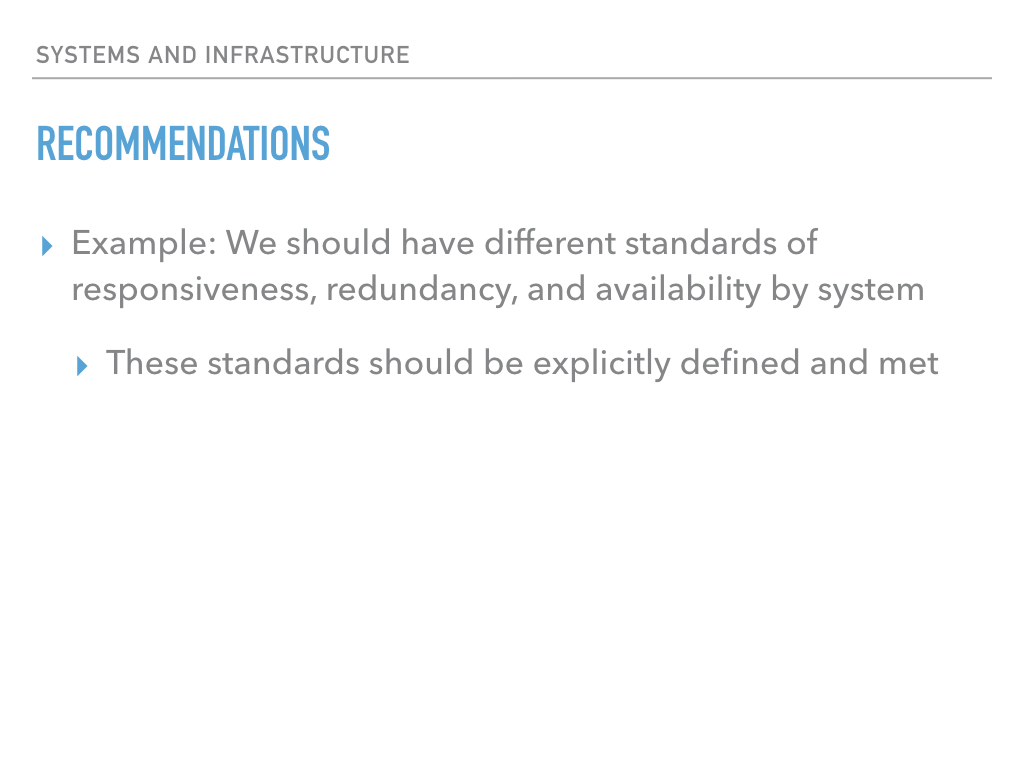 SYSTEMS AND INFRASTRUCTURE
RECOMMENDATIONS
Example: We should have different standards of
responsiveness, redundancy, and availability by system
These standards should be explicitly defined and met